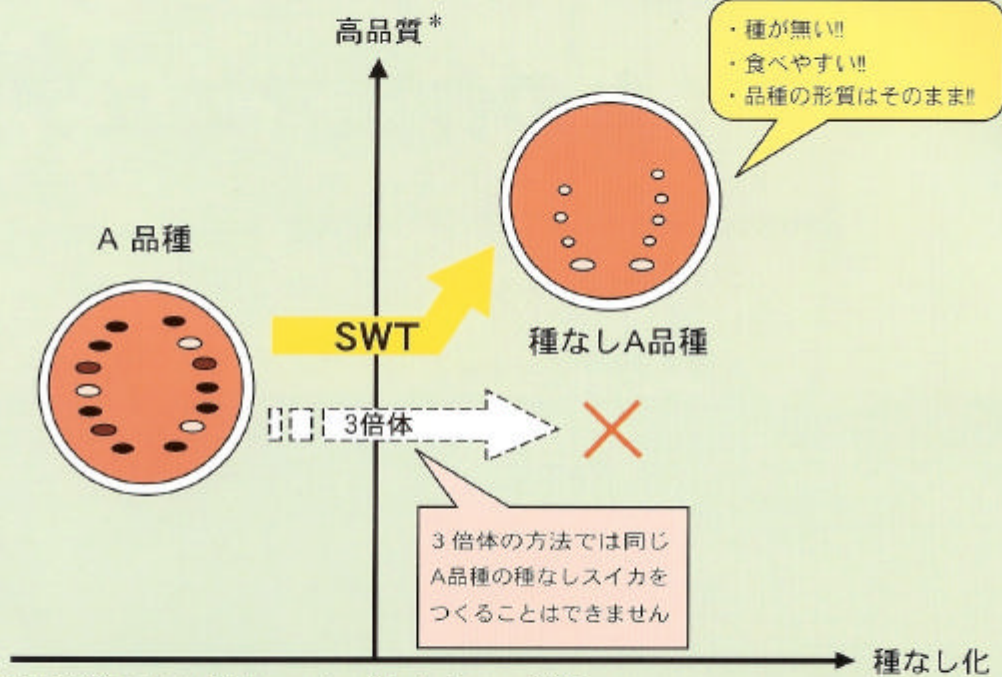 高品質*
・種が無い!!
・食べやすい!!
・品種の形質はそのまま!!
A 品種
SWT
種なしA品種
3倍体
3倍体の方法では同じ
A品種の種なしスイカを
つくることはできません
種なし化